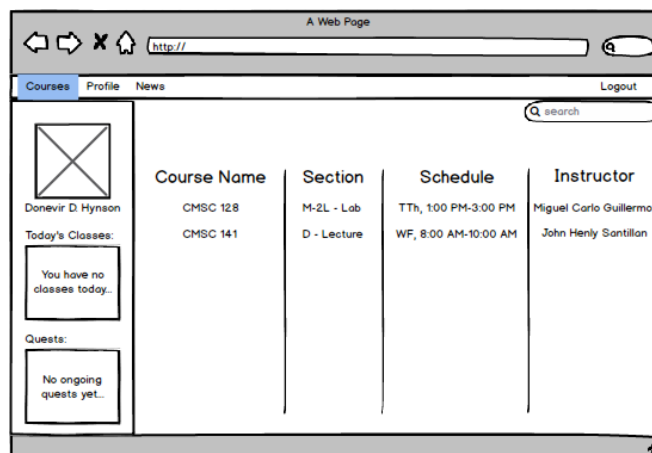 A Web Page
http://
Courses Profile News Logout
search
Donevir D. Hynson
Today's Classes:
You have no
classes today...
Quests:
No ongoing
quests yet...
Course Name Section Schedule Instructor
CMSC 128 M-2L - Lab TTh, 1:00 PM-3:00 PM Miguel Carlo Guillermo
CMSC 141 D - Lecture WF, 8:00 AM-10:00 AM John Henly Santillan